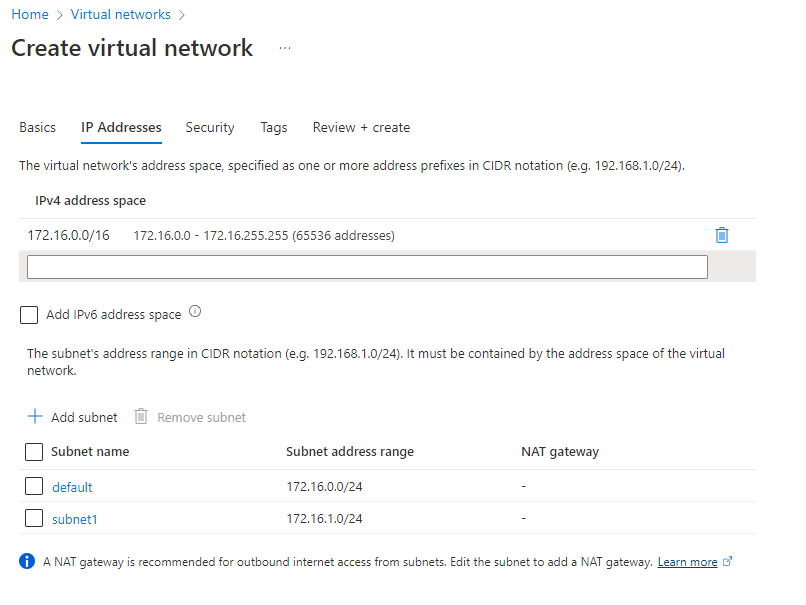 Home > Virtual networks >
Create virtual network ...
Basics IP Addresses Security Tags Review + create
The virtual network's address space, specified as one or more address prefixes in CIDR notation (e.g. 192.168.1.0/24).
IPv4 address space
172.16.0.0/16 172.16.0.0 - 172.16.255.255 (65536 addresses)
Add IPv6 address space
The subnet's address range in CIDR notation (e.g. 192.168.1.0/24). It must be contained by the address space of the virtual
network.
+ Add subnet Remove subnet
Subnet name Subnet address range NAT gateway
default 172.16.0.0/24 -
subnet1 172.16.1.0/24 -
A NAT gateway is recommended for outbound internet access from subnets. Edit the subnet to add a NAT gateway. Learn more